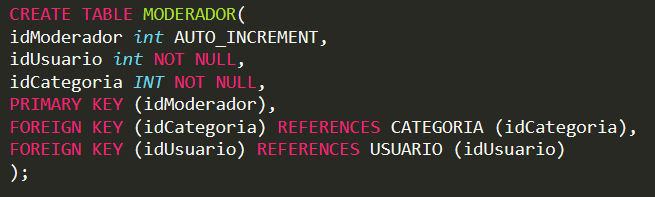 CREATE TABLE MODERADOR(
idModerador int AUTO_INCREMENT,
idUsuario int NOT NULL,
idCategoria INT NOT NULL,
PRIMARY KEY (idModerador),
FOREIGN KEY (idCategoria) REFERENCES CATEGORIA (idCategoria),
FOREIGN KEY (idUsuario) REFERENCES USUARIO (idUsuario)
);